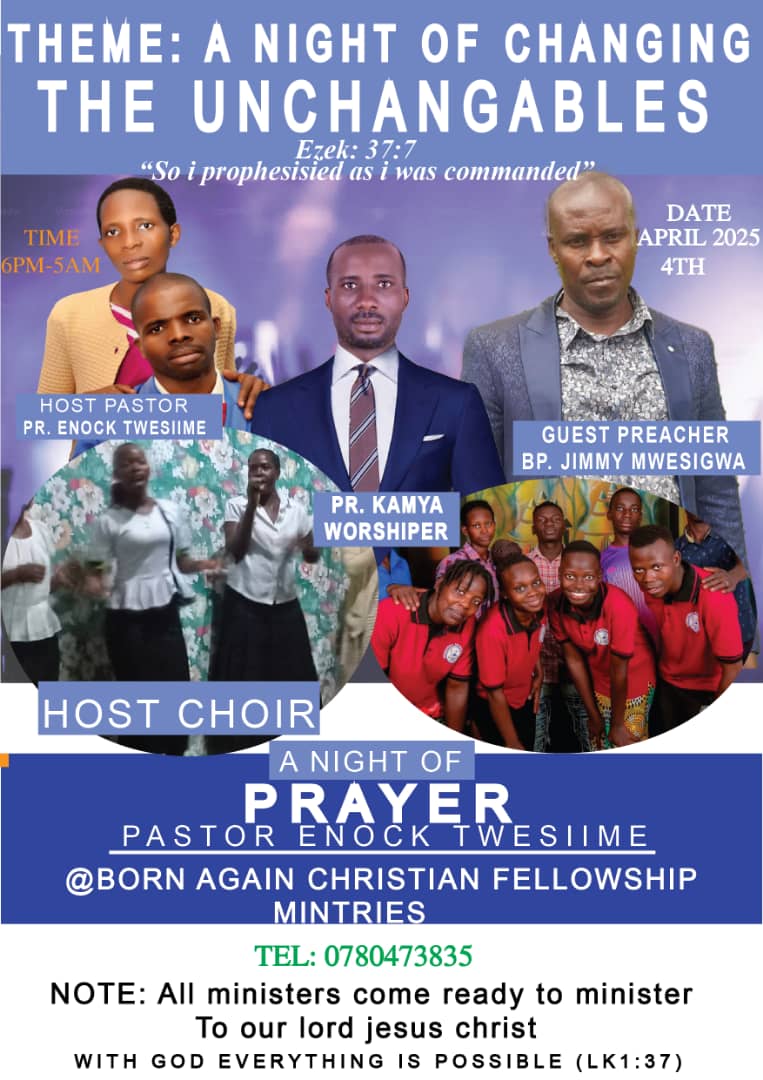 THEME: A NIGHT OF CHANGING
THE UNCHANGABLES
Ezek: 37:7
“So i prophesisied as i was commanded”
TIME
6PM-5AM
DATE
APRIL 2025
4TH
HOST PASTOR
PR. ENOCK TWESIIME
GUEST PREACHER
BP. JIMMY MWESIGWA
PR. KAMYA
WORSHIPER
HOST CHOIR
A NIGHT OF
PRAYER
PASTOR ENOCK TWESIIME
@BORN AGAIN CHRISTIAN FELLOWSHIP
MINTRIES
TEL: 0780473835
NOTE: All ministers come ready to minister
To our lord jesus christ
WITH GOD EVERYTHING IS POSSIBLE (LK1:37)